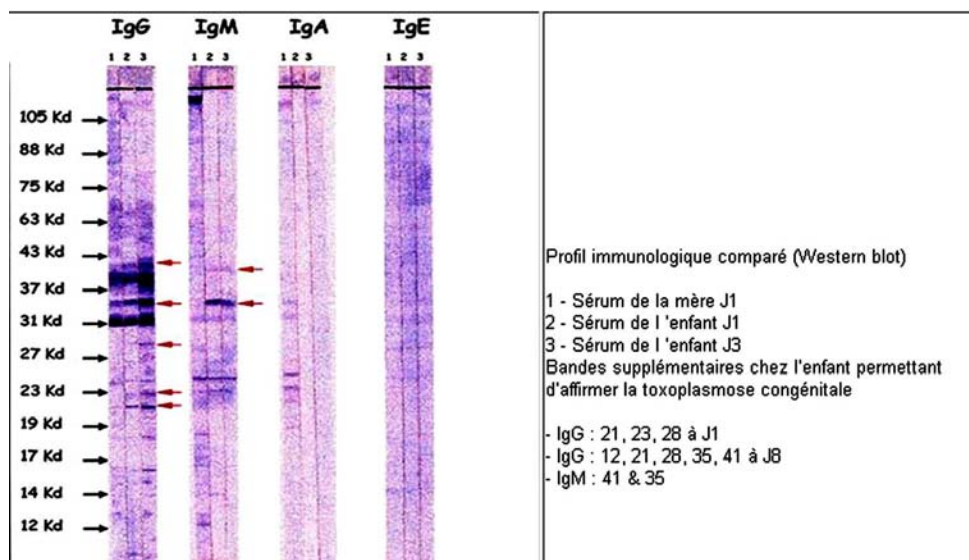 IgG IgM IgA IgE
1 2 3 1 2 3 1 2 3 1 2 3
105 Kd
88 Kd
75 Kd
63 Kd
43 Kd
37 Kd
31 Kd
27 Kd
23 Kd
19 Kd
17 Kd
14 Kd
12 Kd
Profil immunologique comparé (Western blot)
1 - Sérum de la mère J1
2 - Sérum de l 'enfant J1
3 - Sérum de l 'enfant J3
Bandes supplémentaires chez l'enfant permettant
d'affirmer la toxoplasmose congénitale
- IgG : 21, 23, 28 à J1
- IgG : 12, 21, 28, 35, 41 à J8
- IgM : 41 & 35